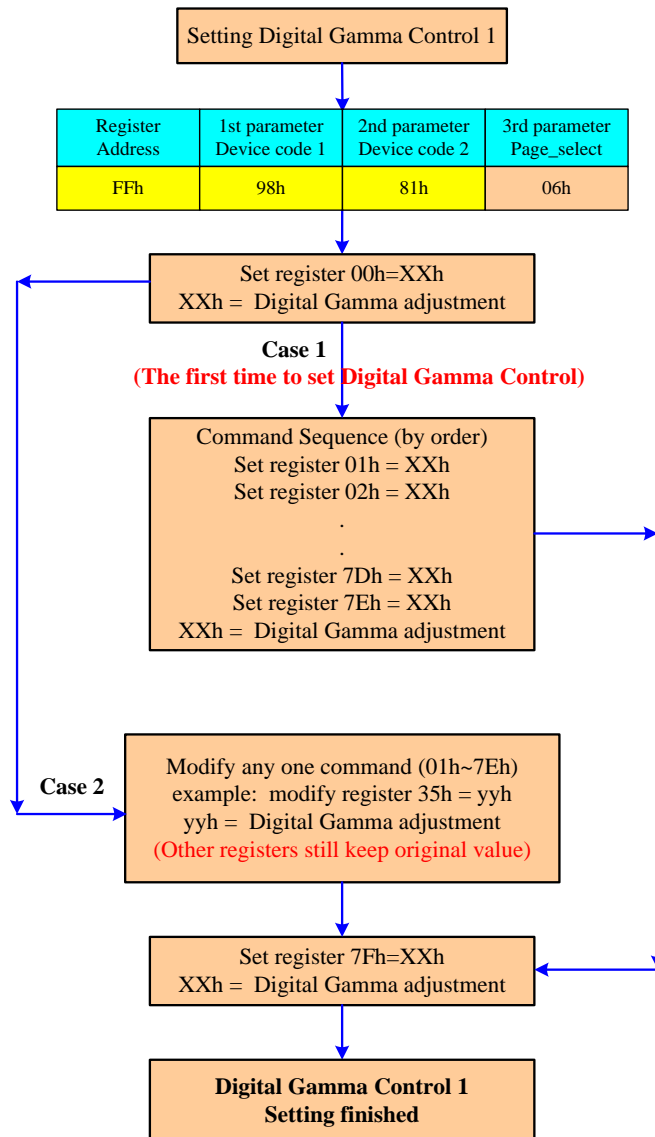 Setting Digital Gamma Control 1
Register Address
1st parameter Device code 1
2nd parameter Device code 2
3rd parameter Page_select
FFh
98h
81h
06h
Set register 00h=XXh
XXh = Digital Gamma adjustment
Case 1
(The first time to set Digital Gamma Control)
Command Sequence (by order)
Set register 01h = XXh
Set register 02h = XXh
.
.
Set register 7Dh = XXh
Set register 7Eh = XXh
XXh = Digital Gamma adjustment
Case 2
Modify any one command (01h~7Eh)
example: modify register 35h = yyh
yyh = Digital Gamma adjustment
(Other registers still keep original value)
Set register 7Fh=XXh
XXh = Digital Gamma adjustment
Digital Gamma Control 1
Setting finished